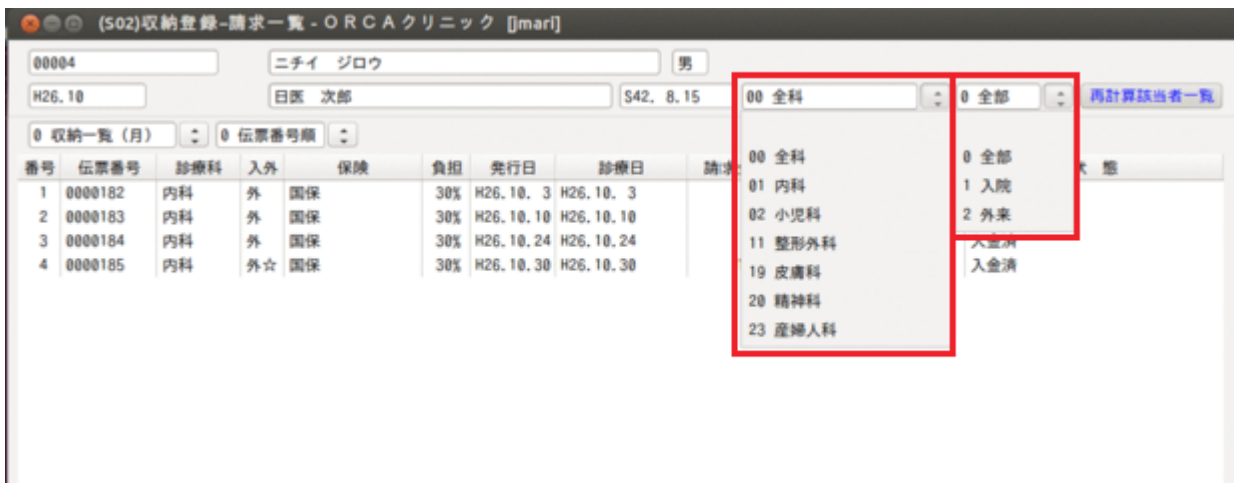 (S02)収納登録-請求一覧-ORCAクリニック [jmari]
00004 ニチイ ジロウ 男
H26.10 日医 次郎 S42. 8.15 00 全科 0 全部 再計算該当者一覧
0 収納一覧（月） 0 伝票番号順
番号 伝票番号 診療科 入外 保険 負担 発行日 診療日 請求 態
1 0000182 内科 外 国保 30% H26.10. 3 H26.10. 3
2 0000183 内科 外 国保 30% H26.10.10 H26.10.10
3 0000184 内科 外 国保 30% H26.10.24 H26.10.24 入金済
4 0000185 内科 外☆ 国保 30% H26.10.30 H26.10.30 入金済
00 全科
01 内科
02 小児科
11 整形外科
19 皮膚科
20 精神科
23 産婦人科
0 全部
1 入院
2 外来